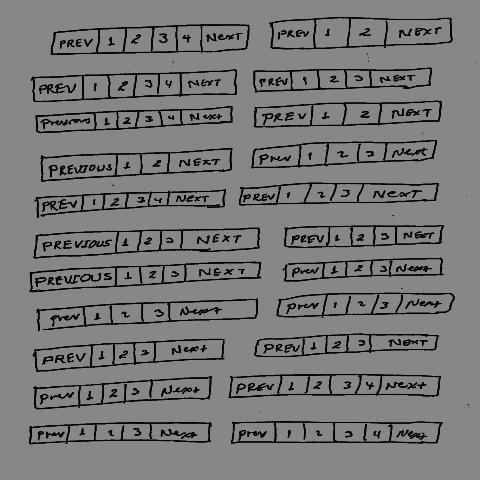 PREV 1 2 3 4 NEXT PREV 1 2 NEXT
PREV 1 2 3 4 NEXT PREV 1 2 3 NEXT
Previous 1 2 3 4 Next PREV 1 2 NEXT
PREVIOUS 1 2 NEXT Prev 1 2 3 Next
PREV 1 2 3 4 NEXT PREV 1 2 3 NEXT
PREVIOUS 1 2 3 NEXT PREV 1 2 3 NEXT
PREVIOUS 1 2 3 NEXT Prev 1 2 3 Next
Prev 1 2 3 Next Prev 1 2 3 Next
PREV 1 2 3 Next PREV 1 2 3 NEXT
Prev 1 2 3 Next PREV 1 2 3 4 Next
Prev 1 2 3 Next Prev 1 2 3 4 Next